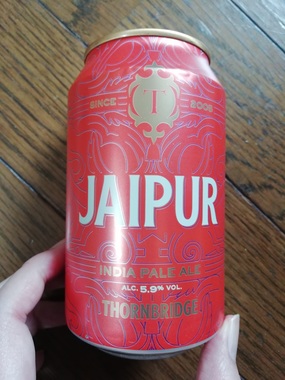 SINCE 2005
T
JAIPUR
INDIA PALE ALE
ALC. 5.9% VOL.
THORNBRIDGE